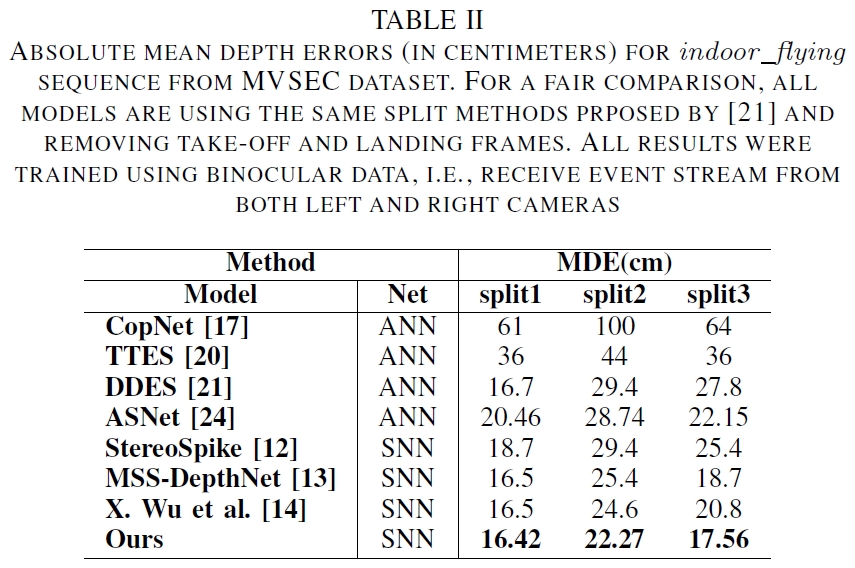 TABLE II
ABSOLUTE MEAN DEPTH ERRORS (IN CENTIMETERS) FOR indoor_flying
SEQUENCE FROM MVSEC DATASET. FOR A FAIR COMPARISON, ALL
MODELS ARE USING THE SAME SPLIT METHODS PRPOSED BY [21] AND
REMOVING TAKE-OFF AND LANDING FRAMES. ALL RESULTS WERE
TRAINED USING BINOCULAR DATA, I.E., RECEIVE EVENT STREAM FROM
BOTH LEFT AND RIGHT CAMERAS
Method MDE(cm)
Model Net split1 split2 split3
CopNet [17] ANN 61 100 64
TTES [20] ANN 36 44 36
DDES [21] ANN 16.7 29.4 27.8
ASNet [24] ANN 20.46 28.74 22.15
StereoSpike [12] SNN 18.7 29.4 25.4
MSS-DepthNet [13] SNN 16.5 25.4 18.7
X. Wu et al. [14] SNN 16.5 24.6 20.8
Ours SNN 16.42 22.27 17.56